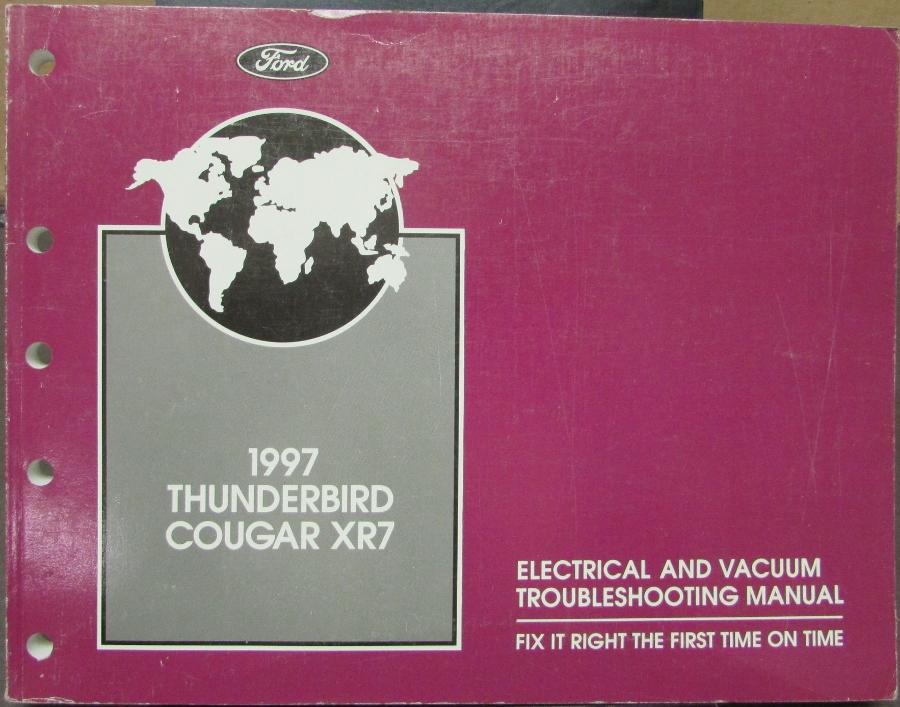 Ford
1997
THUNDERBIRD
COUGAR XR7
ELECTRICAL AND VACUUM
TROUBLESHOOTING MANUAL
FIX IT RIGHT THE FIRST TIME ON TIME